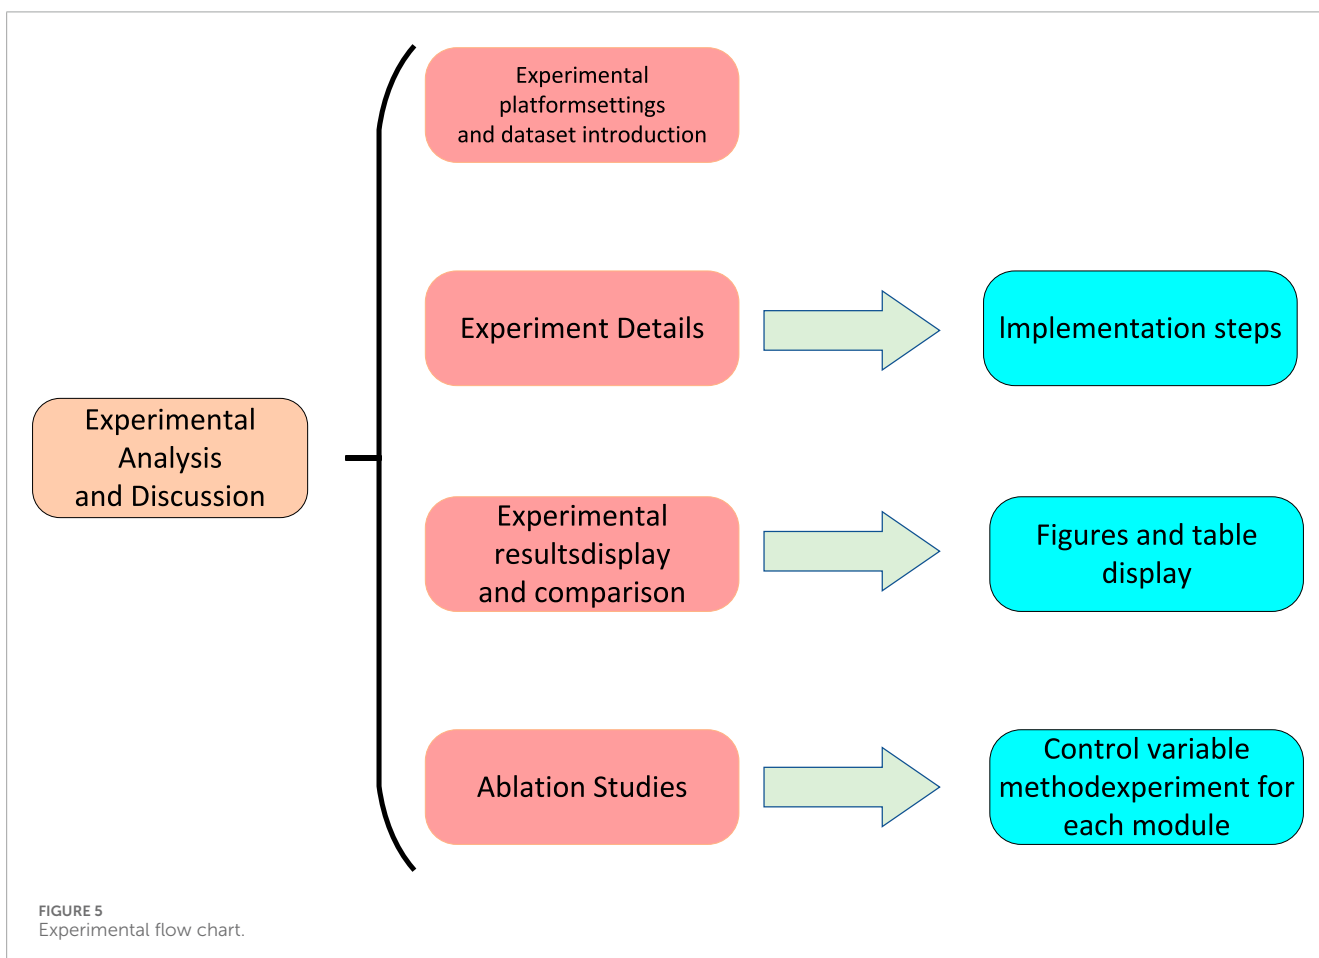 Experimental
platformsettings
and dataset introduction
Experiment Details
Implementation steps
Experimental
Analysis
and Discussion
Experimental
resultsdisplay
and comparison
Figures and table
display
Ablation Studies
Control variable
methodexperiment for
each module
FIGURE 5
Experimental flow chart.